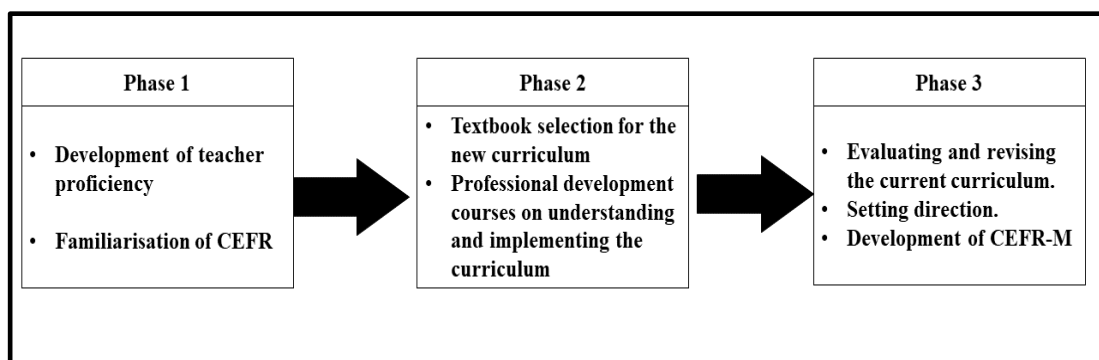 Phase 1
• Development of teacher
proficiency
• Familiarisation of CEFR
Phase 2
• Textbook selection for the
new curriculum
• Professional development
courses on understanding
and implementing the
curriculum
Phase 3
• Evaluating and revising
the current curriculum.
• Setting direction.
• Development of CEFR-M